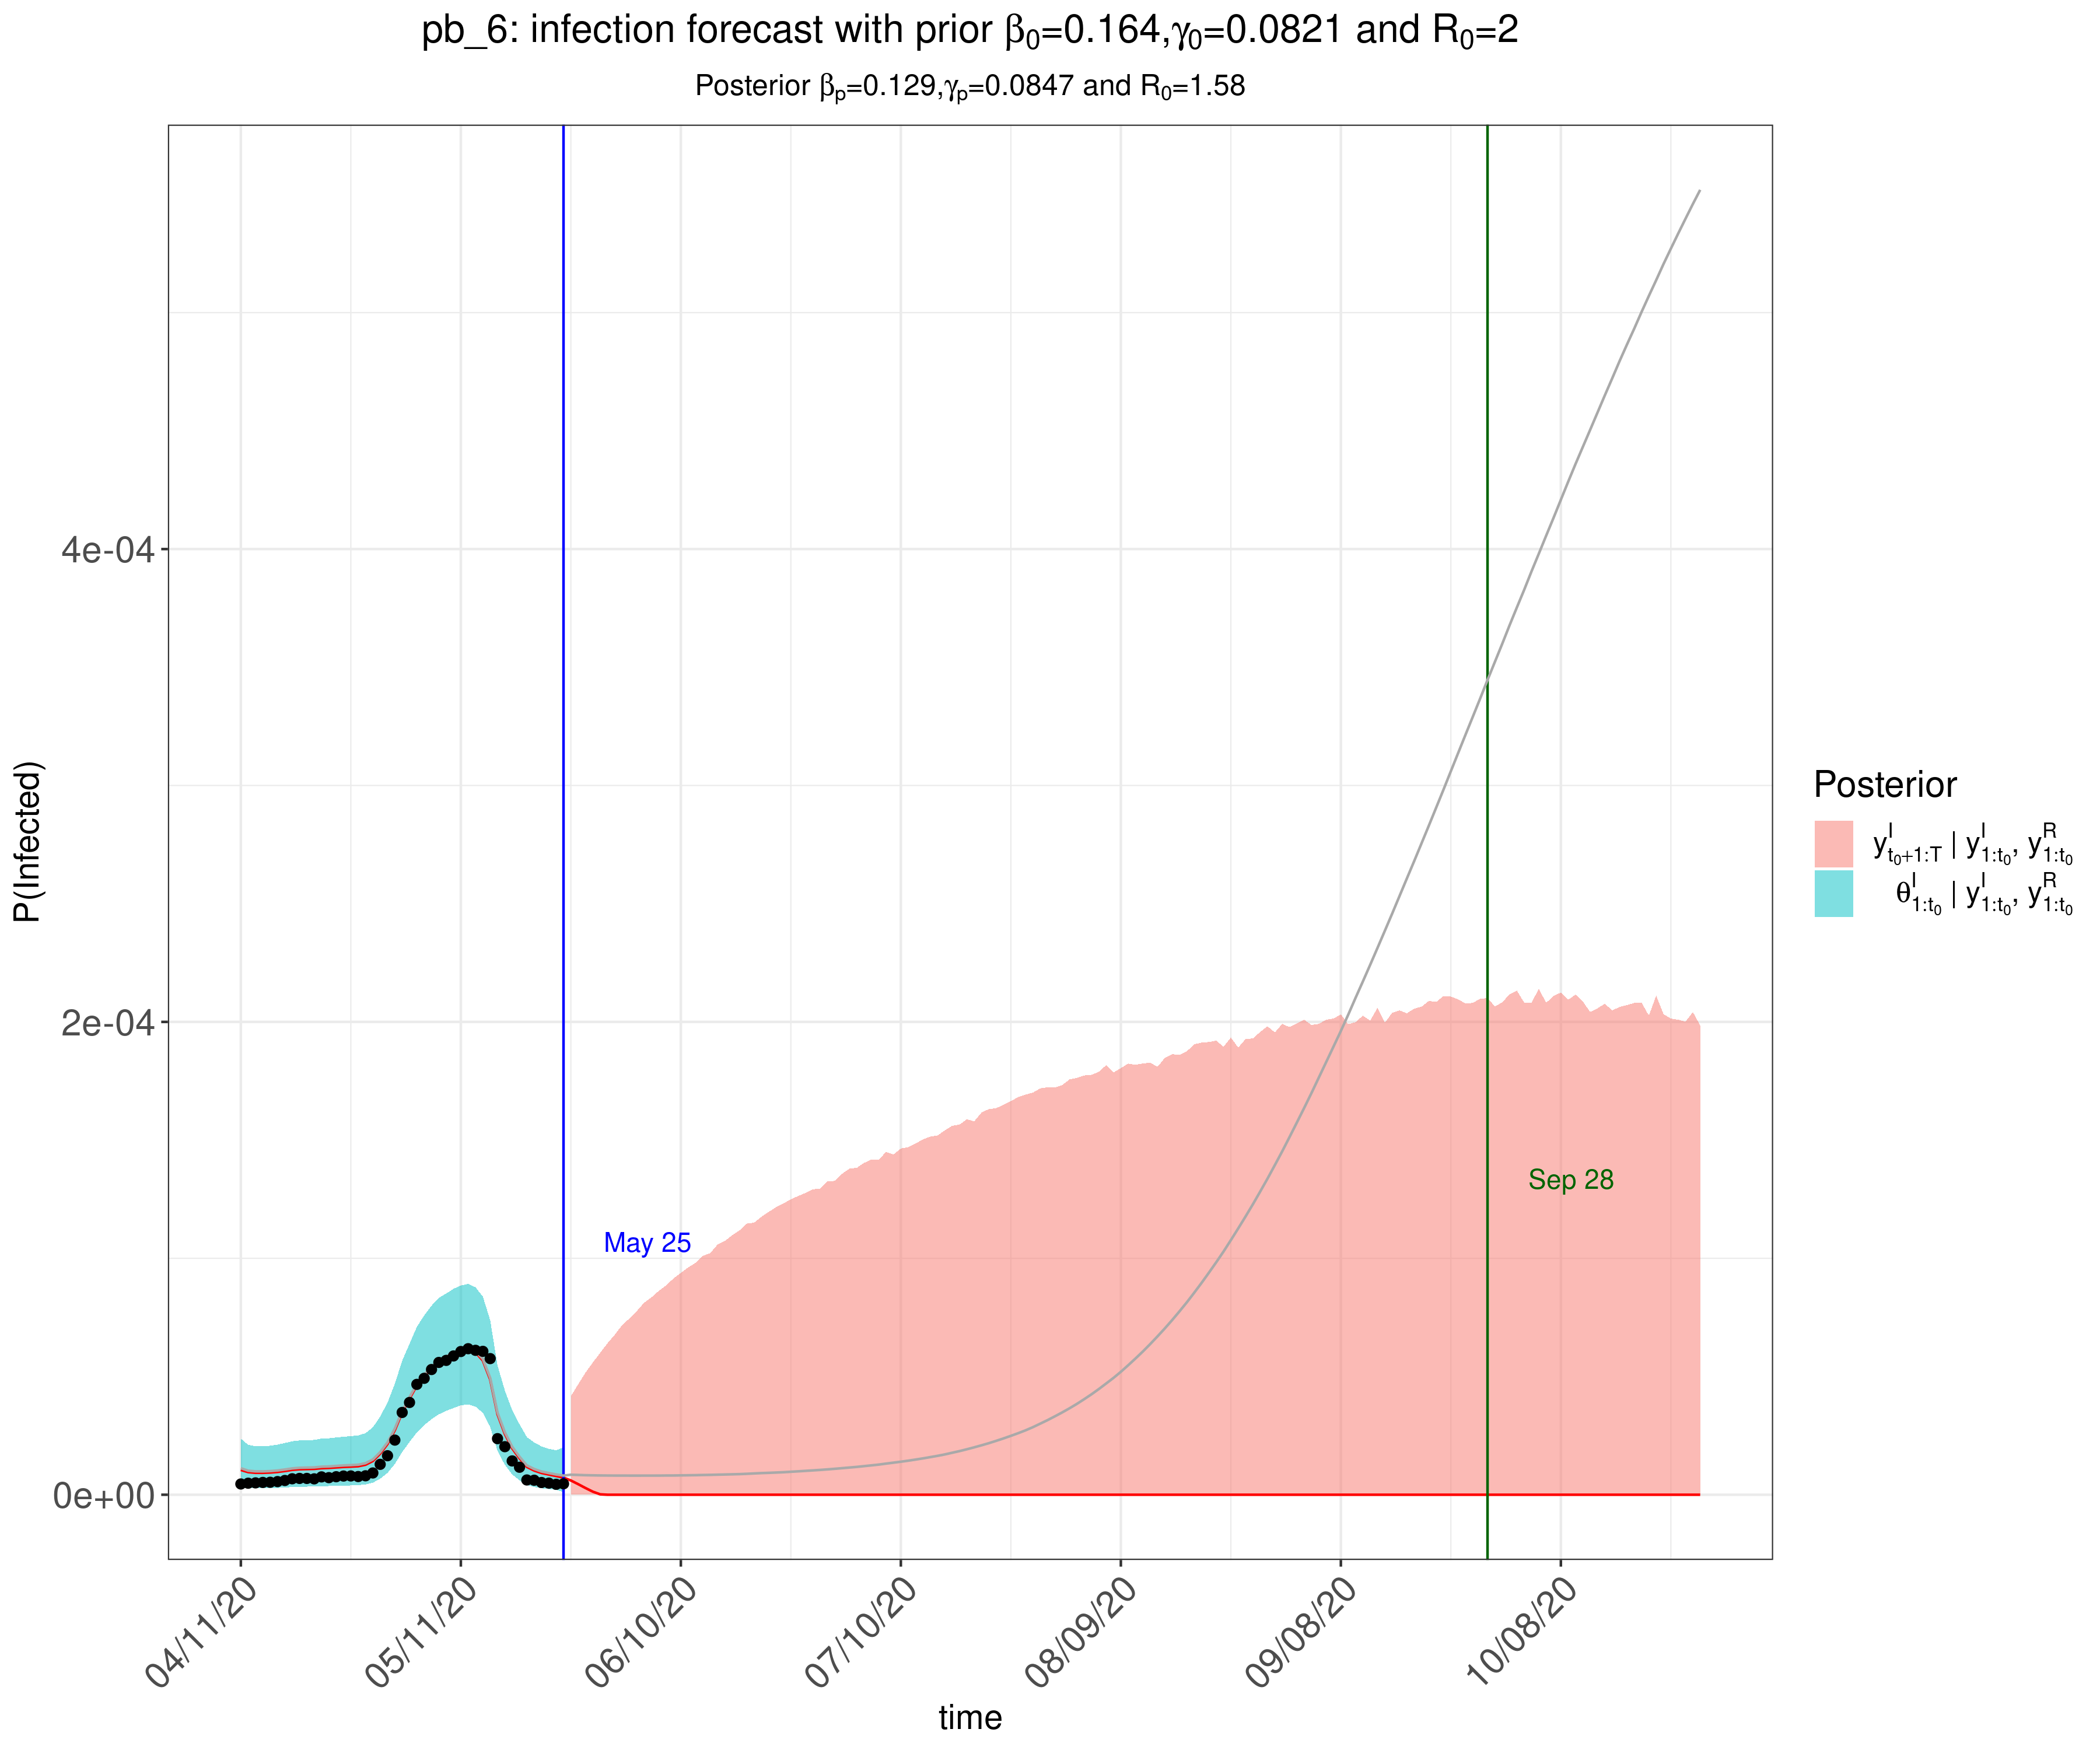 pb_6: infection forecast with prior β₀=0.164,γ₀=0.0821 and R₀=2
Posterior βₚ=0.129,γₚ=0.0847 and R₀=1.58
P(Infected)
4e-04
2e-04
0e+00
May 25
Sep 28
04/11/20
05/11/20
06/10/20
07/10/20
08/09/20
09/08/20
10/08/20
time
Posterior
y^I_{t₀+1:T} | y^I_{1:t₀}, y^R_{1:t₀}
θ^I_{1:t₀} | y^I_{1:t₀}, y^R_{1:t₀}